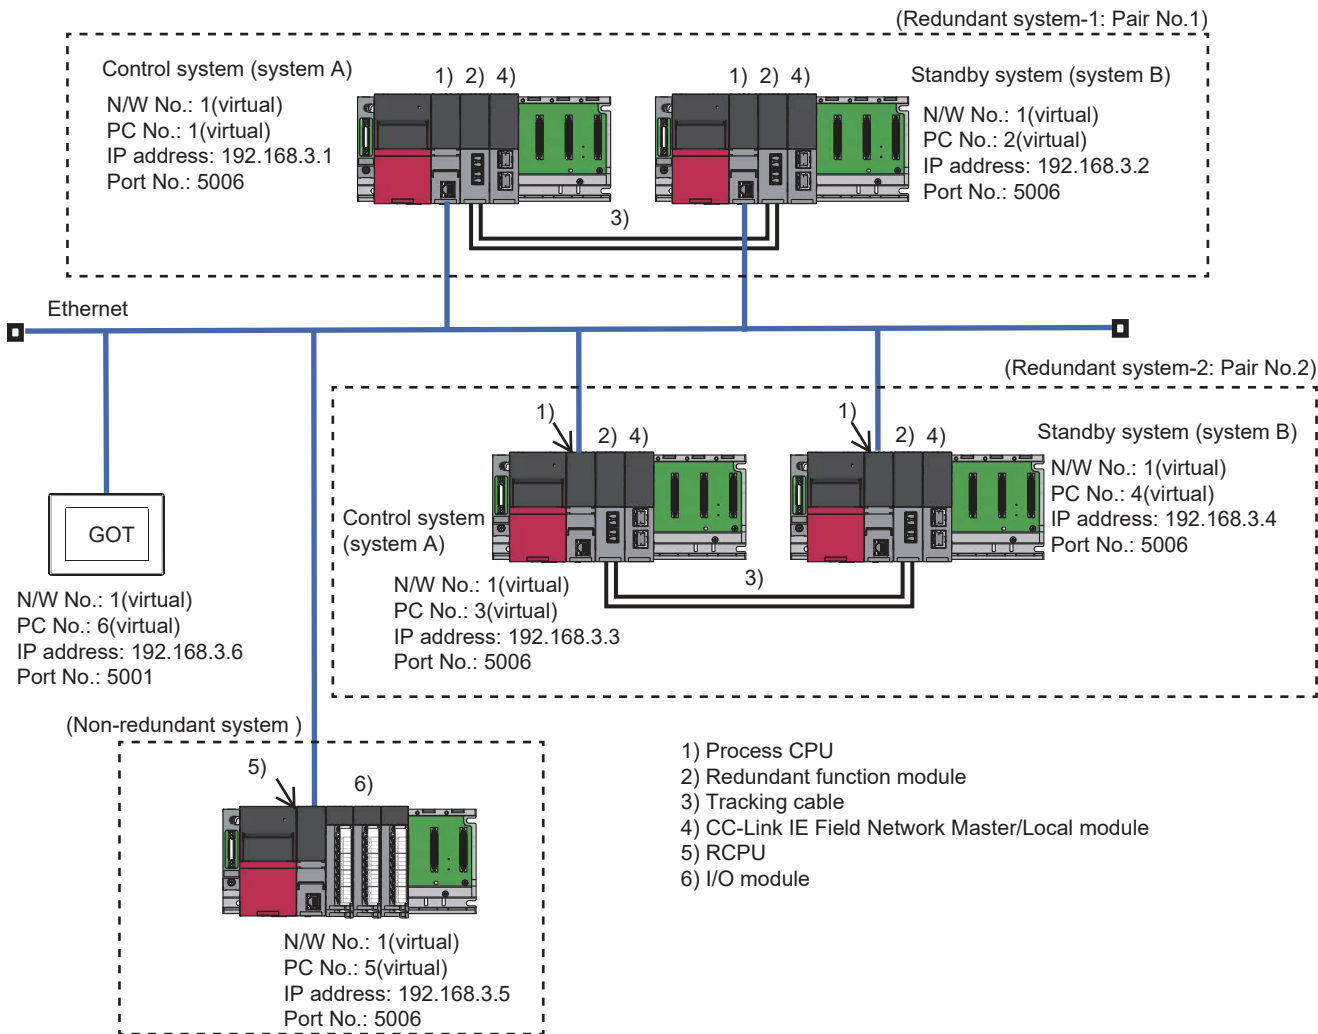 (Redundant system-1: Pair No.1)
Control system (system A)
N/W No.: 1(virtual)
PC No.: 1(virtual)
IP address: 192.168.3.1
Port No.: 5006
1) 2) 4)
1) 2) 4)
Standby system (system B)
N/W No.: 1(virtual)
PC No.: 2(virtual)
IP address: 192.168.3.2
Port No.: 5006
3)
Ethernet
(Redundant system-2: Pair No.2)
1)
2) 4)
1)
2) 4)
Standby system (system B)
N/W No.: 1(virtual)
PC No.: 4(virtual)
IP address: 192.168.3.4
Port No.: 5006
Control system
(system A)
N/W No.: 1(virtual)
PC No.: 3(virtual)
IP address: 192.168.3.3
Port No.: 5006
3)
GOT
N/W No.: 1(virtual)
PC No.: 6(virtual)
IP address: 192.168.3.6
Port No.: 5001
(Non-redundant system )
5)
6)
N/W No.: 1(virtual)
PC No.: 5(virtual)
IP address: 192.168.3.5
Port No.: 5006
1) Process CPU
2) Redundant function module
3) Tracking cable
4) CC-Link IE Field Network Master/Local module
5) RCPU
6) I/O module